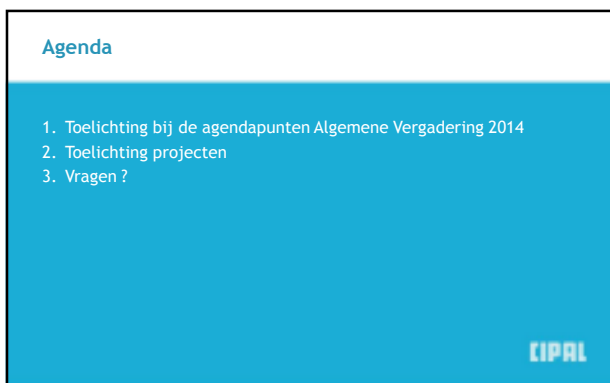 Agenda
1. Toelichting bij de agendapunten Algemene Vergadering 2014
2. Toelichting projecten
3. Vragen ?
CIPAL